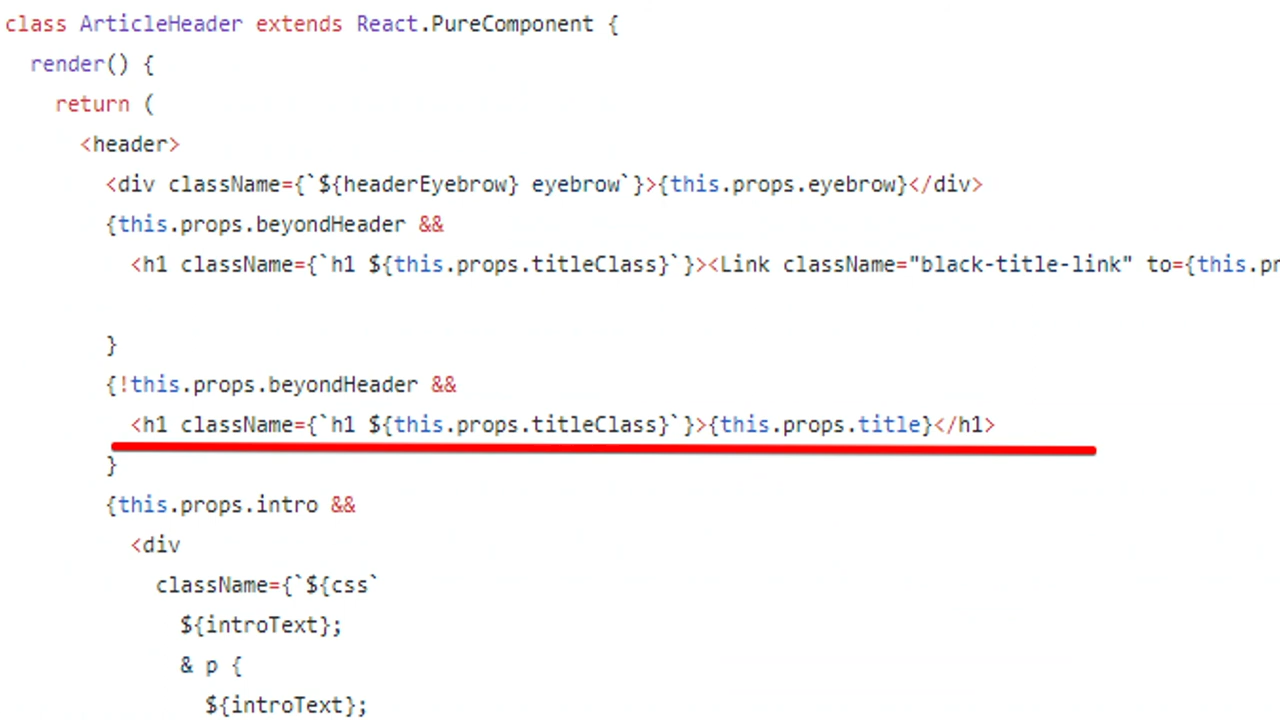 class ArticleHeader extends React.PureComponent {
render() {
return (
<header>
<div className={`${headerEyebrow} eyebrow`}>{this.props.eyebrow}</div>
{this.props.beyondHeader &&
<h1 className={`h1 ${this.props.titleClass}`}><Link className="black-title-link" to={this.pr
}
{!this.props.beyondHeader &&
<h1 className={`h1 ${this.props.titleClass}`}>{this.props.title}</h1>
}
{this.props.intro &&
<div
className={`${css`
${introText};
& p {
${introText};